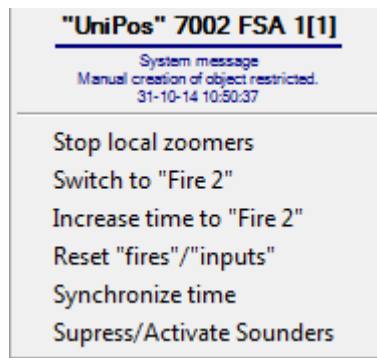 "UniPos" 7002 FSA 1[1]
System message
Manual creation of object restricted.
31-10-14 10:50:37
Stop local zoomers
Switch to "Fire 2"
Increase time to "Fire 2"
Reset "fires"/"inputs"
Synchronize time
Supress/Activate Sounders